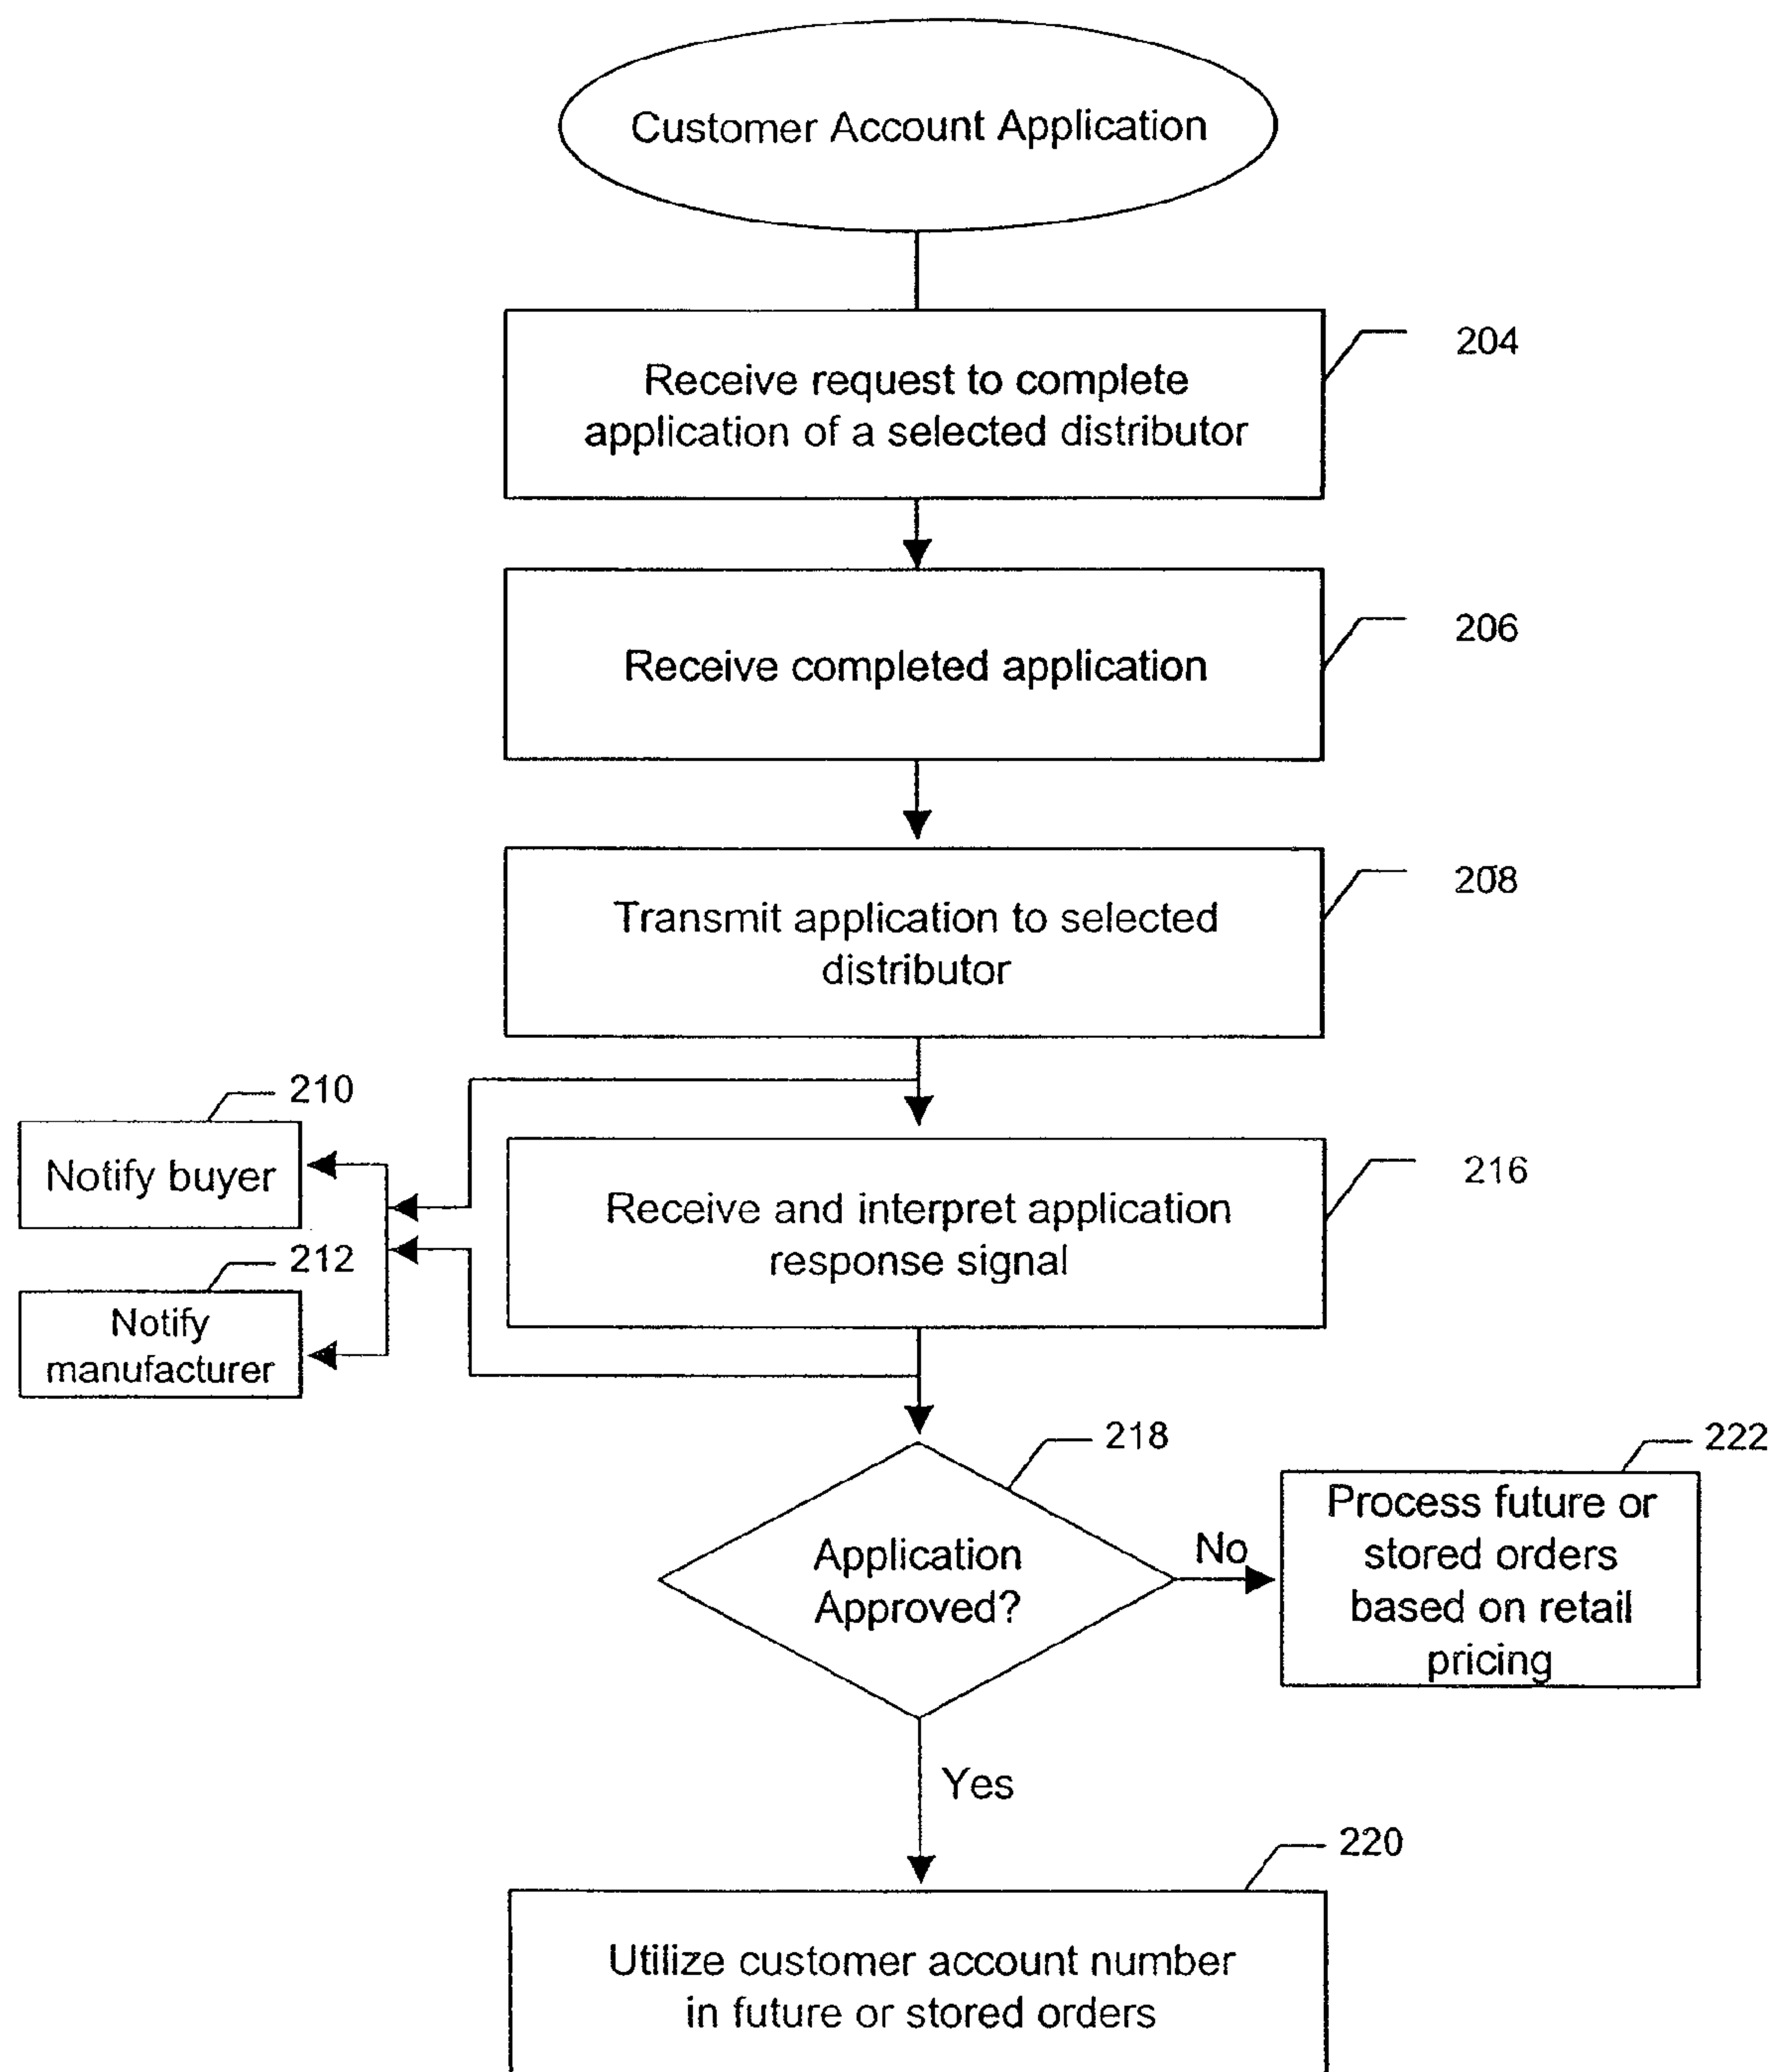 Customer Account Application
204
Receive request to complete
application of a selected distributor
206
Receive completed application
208
Transmit application to selected
distributor
210
Notify buyer
216
Receive and interpret application
response signal
212
Notify
manufacturer
218
222
Application
Approved?
No
Process future or
stored orders
based on retail
pricing
Yes
220
Utilize customer account number
in future or stored orders